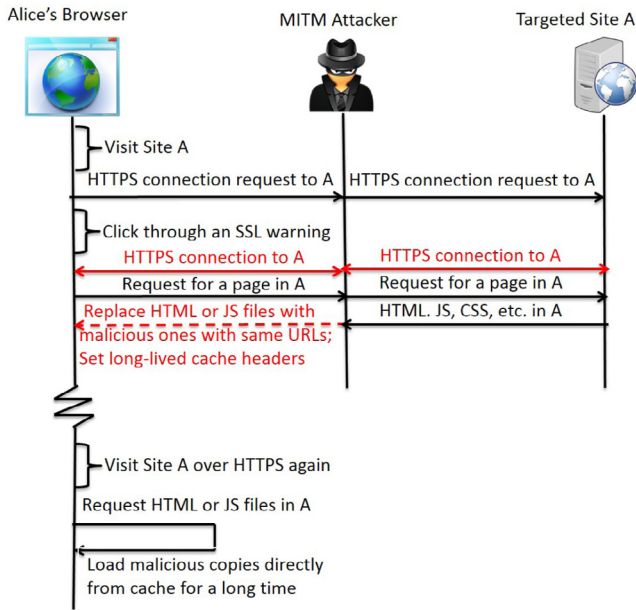 Alice's Browser
MITM Attacker
Targeted Site A
Visit Site A
HTTPS connection request to A
HTTPS connection request to A
Click through an SSL warning
HTTPS connection to A
HTTPS connection to A
Request for a page in A
Request for a page in A
Replace HTML or JS files with
malicious ones with same URLs;
Set long-lived cache headers
HTML. JS, CSS, etc. in A
Visit Site A over HTTPS again
Request HTML or JS files in A
Load malicious copies directly
from cache for a long time